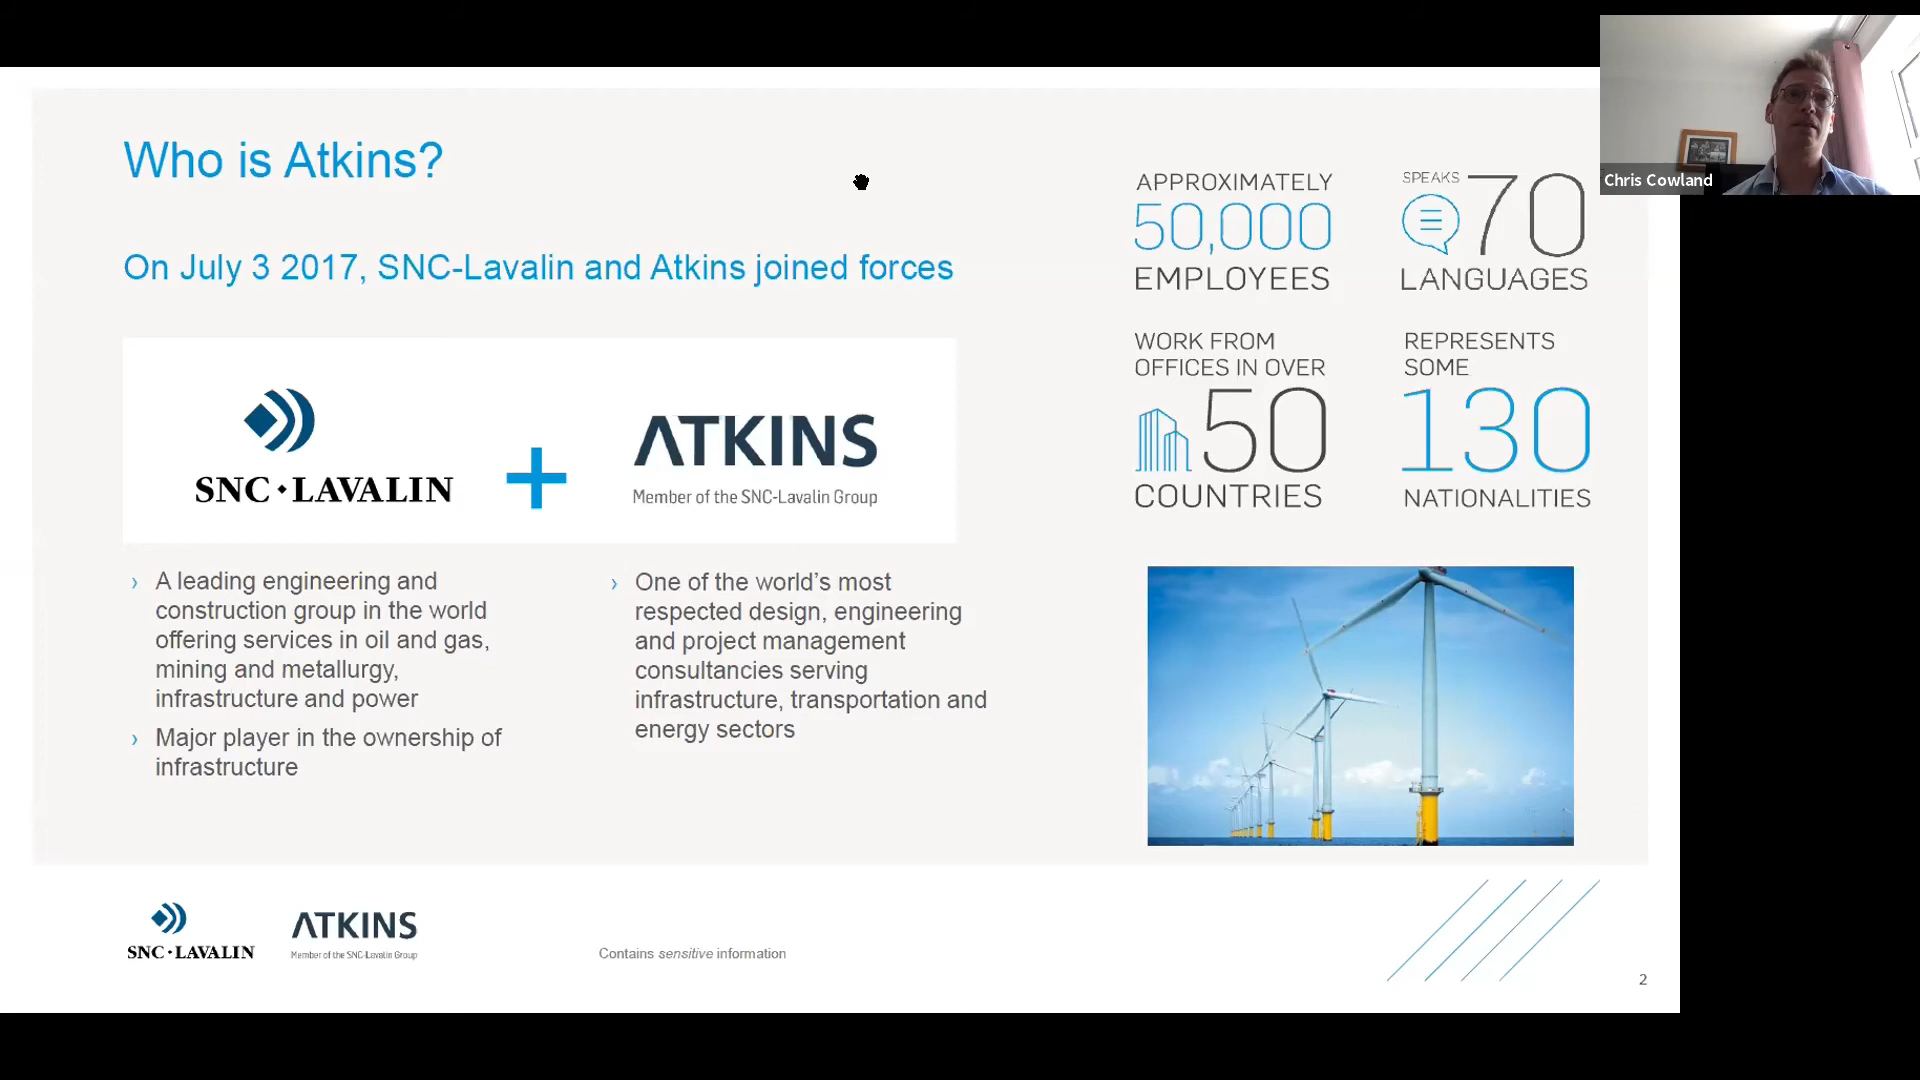 Who is Atkins?
On July 3 2017, SNC-Lavalin and Atkins joined forces
SNC·LAVALIN
+
ATKINS
Member of the SNC-Lavalin Group
› A leading engineering and
construction group in the world
offering services in oil and gas,
mining and metallurgy,
infrastructure and power
› Major player in the ownership of
infrastructure
› One of the world’s most
respected design, engineering
and project management
consultancies serving
infrastructure, transportation and
energy sectors
APPROXIMATELY
50,000
EMPLOYEES
SPEAKS
70
LANGUAGES
WORK FROM
OFFICES IN OVER
50
COUNTRIES
REPRESENTS
SOME
130
NATIONALITIES
Chris Cowland
SNC·LAVALIN
ATKINS
Member of the SNC-Lavalin Group
Contains sensitive information
2